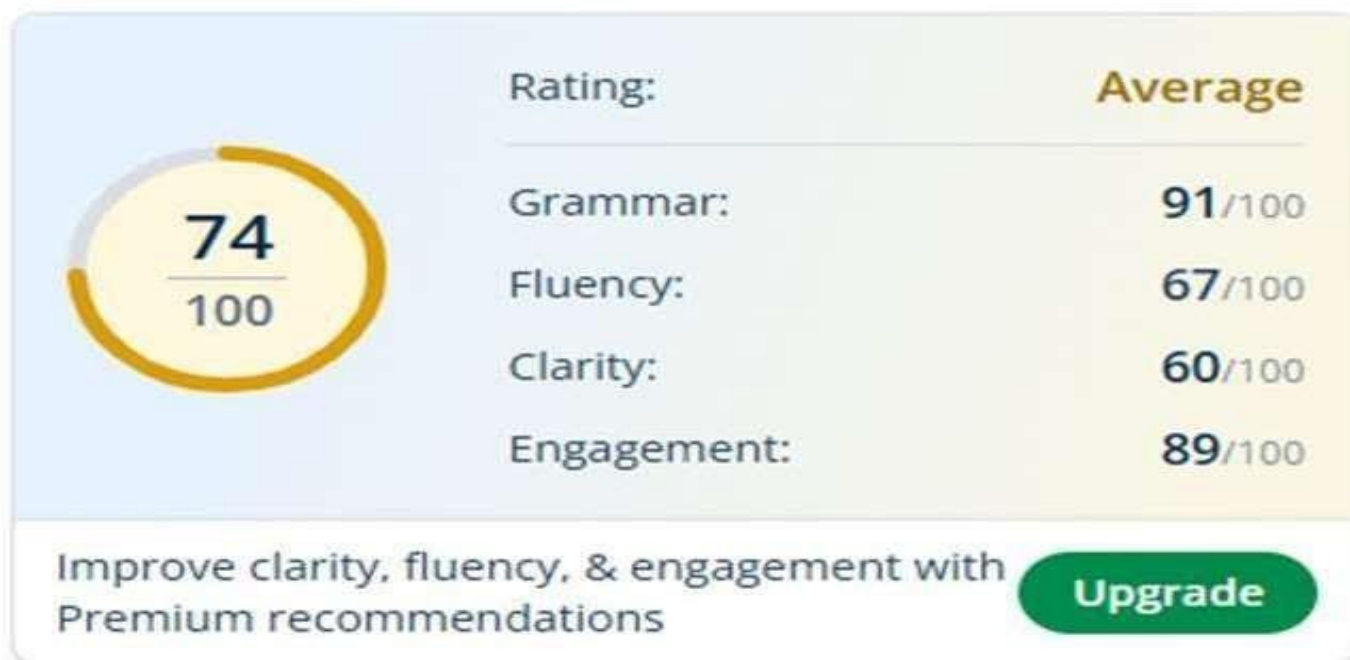 Rating: Average
74
100
Grammar: 91/100
Fluency: 67/100
Clarity: 60/100
Engagement: 89/100
Improve clarity, fluency, & engagement with
Premium recommendations
Upgrade